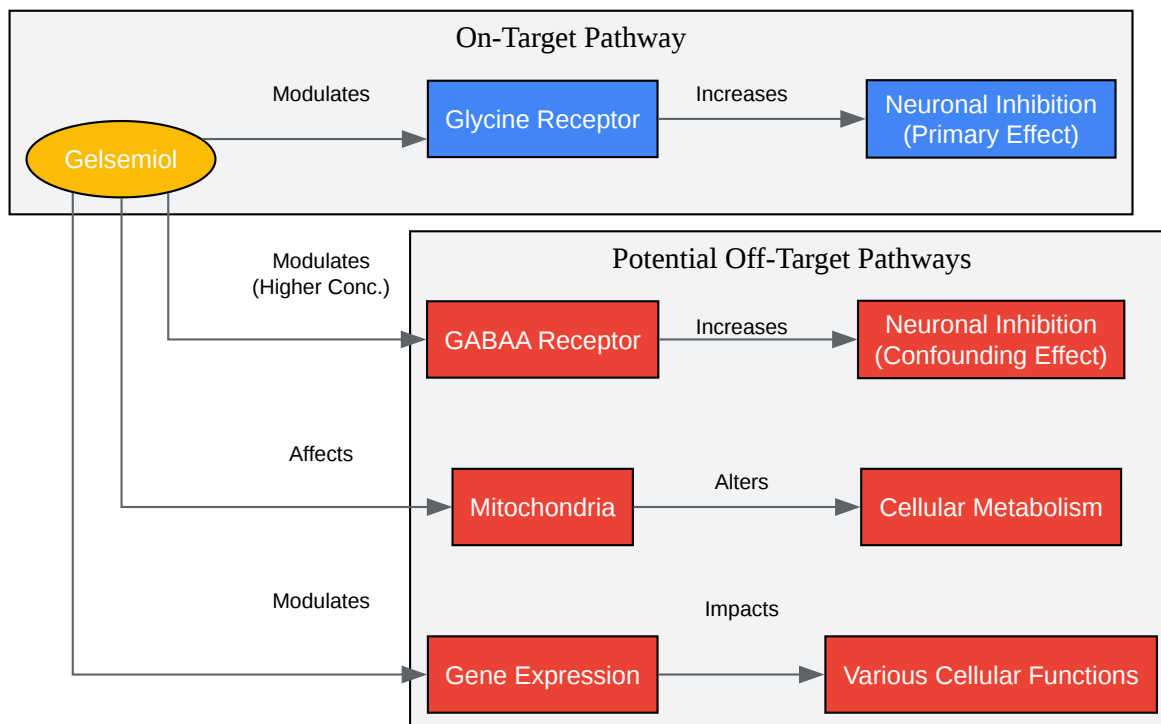 On-Target Pathway
Modulates
Increases
Gelsemiol
Glycine Receptor
Neuronal Inhibition
(Primary Effect)
Potential Off-Target Pathways
Modulates
(Higher Conc.)
GABAA Receptor
Increases
Neuronal Inhibition
(Confounding Effect)
Affects
Mitochondria
Alters
Cellular Metabolism
Modulates
Gene Expression
Impacts
Various Cellular Functions